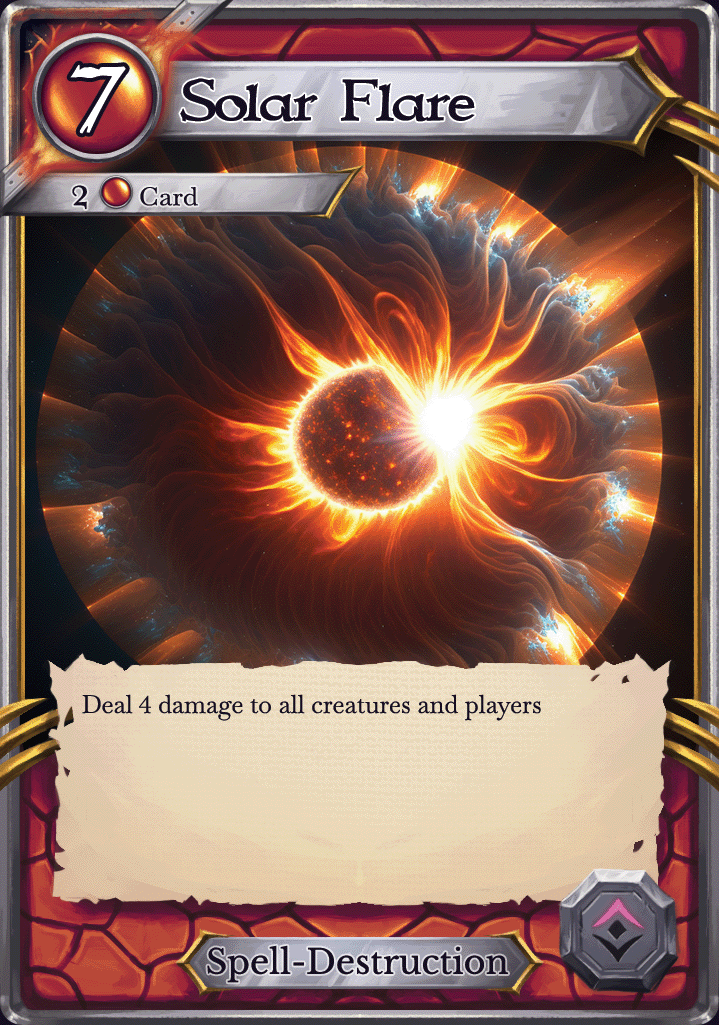 7
Solar Flare
2 Card
Deal 4 damage to all creatures and players
Spell-Destruction